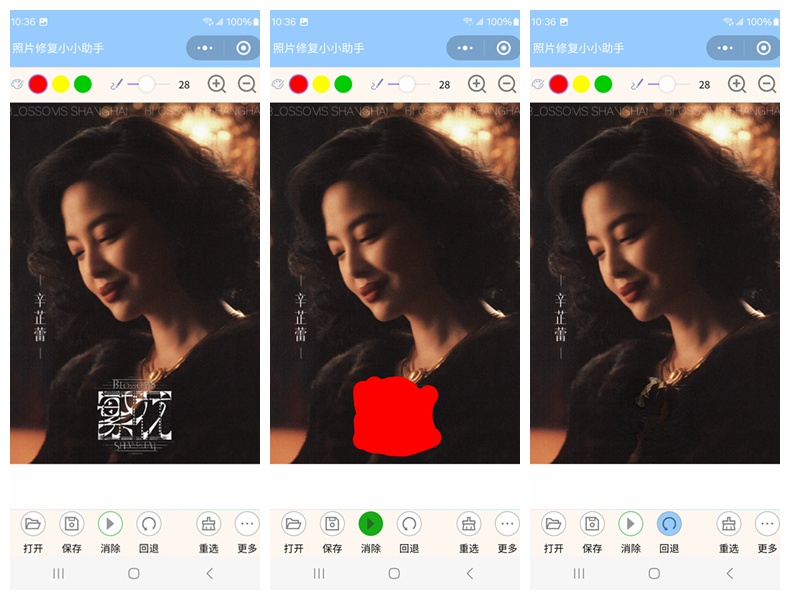 10:36
100%
照片修复小小助手
28
BLOSSOMS SHANGHAI BLOSSOMS SHANGHAI
辛芷蕾
BLOSSOMS
繁花
SHANGHAI
打开 保存 消除 回退 重选 更多
10:36
100%
照片修复小小助手
28
BLOSSOMS SHANGHAI BLOSSOMS SHANGHAI
辛芷蕾
打开 保存 消除 回退 重选 更多
10:36
100%
照片修复小小助手
28
BLOSSOMS SHANGHAI BLOSSOMS SHANGHAI
辛芷蕾
打开 保存 消除 回退 重选 更多